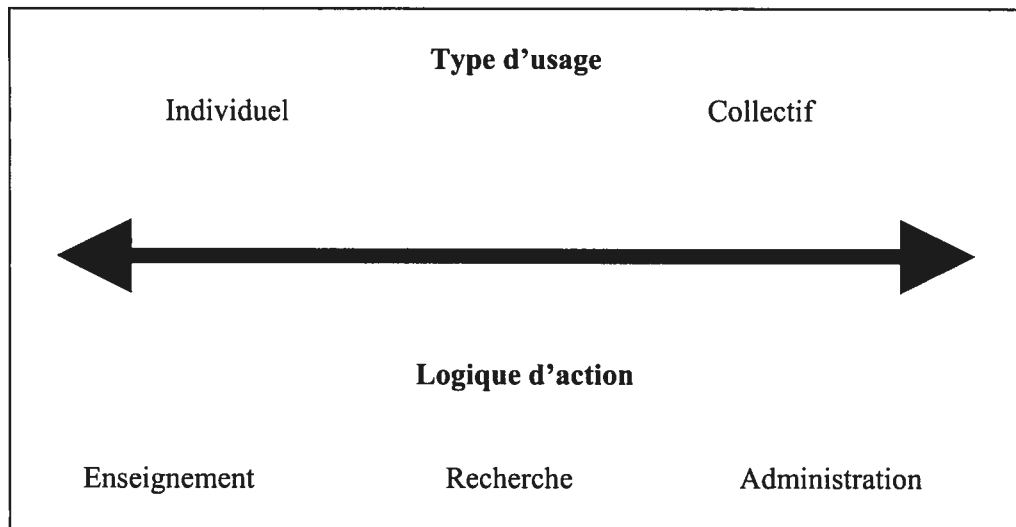 Type d'usage
Individuel Collectif
Logique d'action
Enseignement Recherche Administration